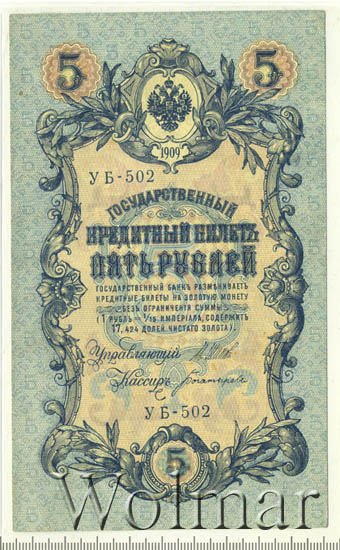 5 5
1909
УБ-502
ГОСУДАРСТВЕННЫЙ
КРЕДИТНЫЙ БИЛЕТЪ
ПЯТЬ РУБЛЕЙ
ГОСУДАРСТВЕННЫЙ БАНКЪ РАЗМѢНИВАЕТЪ
КРЕДИТНЫЕ БИЛЕТЫ НА ЗОЛОТУЮ МОНЕТУ
БЕЗЪ ОГРАНИЧЕНІЯ СУММЫ
(1 РУБЛЬ = 1/15 ИМПЕРІАЛА, СОДЕРЖИТЪ
17,424 ДОЛЕЙ ЧИСТАГО ЗОЛОТА).
Управляющій
Кассиръ
УБ-502
5
Wolmar